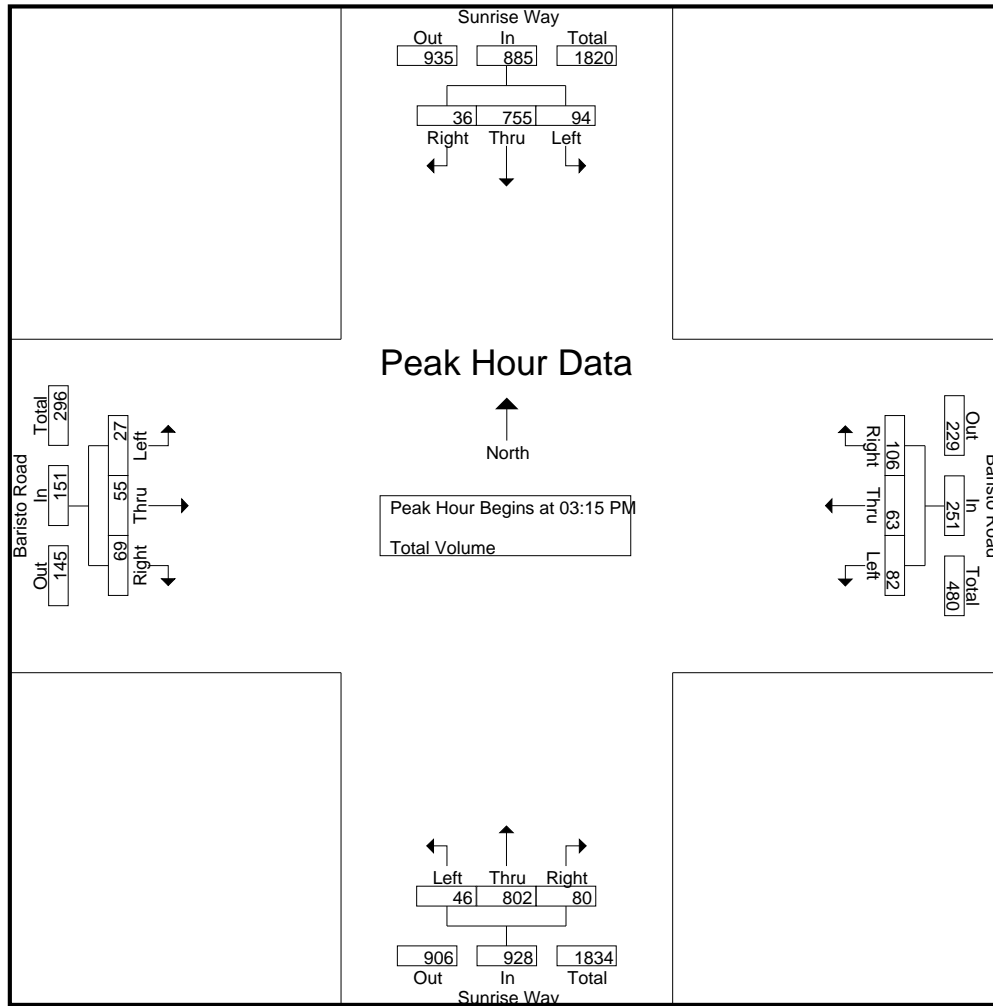 Sunrise Way
Out In Total
935 885 1820
36 755 94
Right Thru Left
Peak Hour Data
North
Peak Hour Begins at 03:15 PM
Total Volume
Baristo Road
Out In Total
145 151 296
69 55 27
Right Thru Left
Baristo Road
Out In Total
229 251 480
106 63 82
Right Thru Left
Left Thru Right
46 802 80
906 928 1834
Out In Total
Sunrise Way